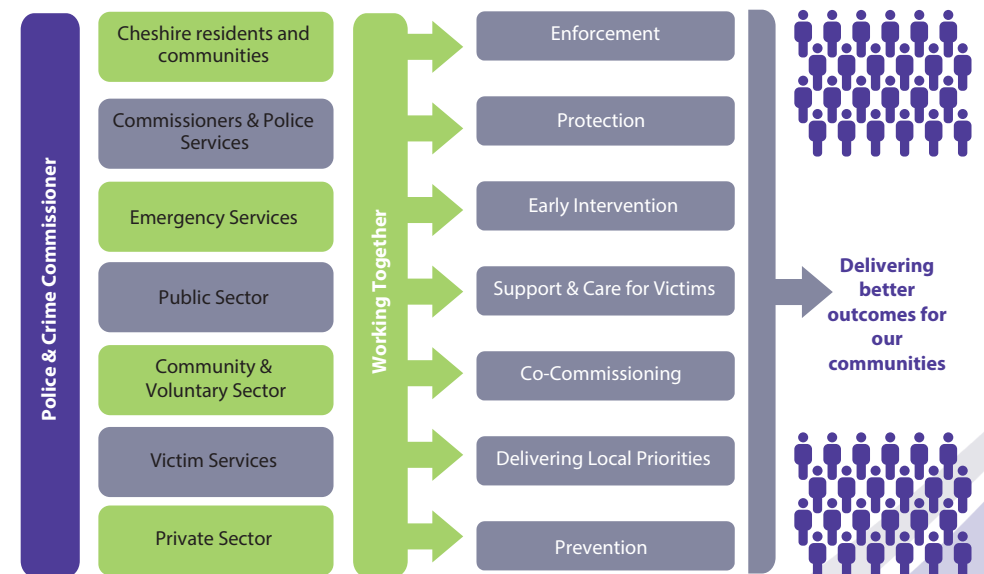 Police & Crime Commissioner
Cheshire residents and
communities
Commissioners & Police
Services
Emergency Services
Public Sector
Community &
Voluntary Sector
Victim Services
Private Sector
Working Together
Enforcement
Protection
Early Intervention
Support & Care for Victims
Co-Commissioning
Delivering Local Priorities
Prevention
Delivering
better
outcomes for
our
communities